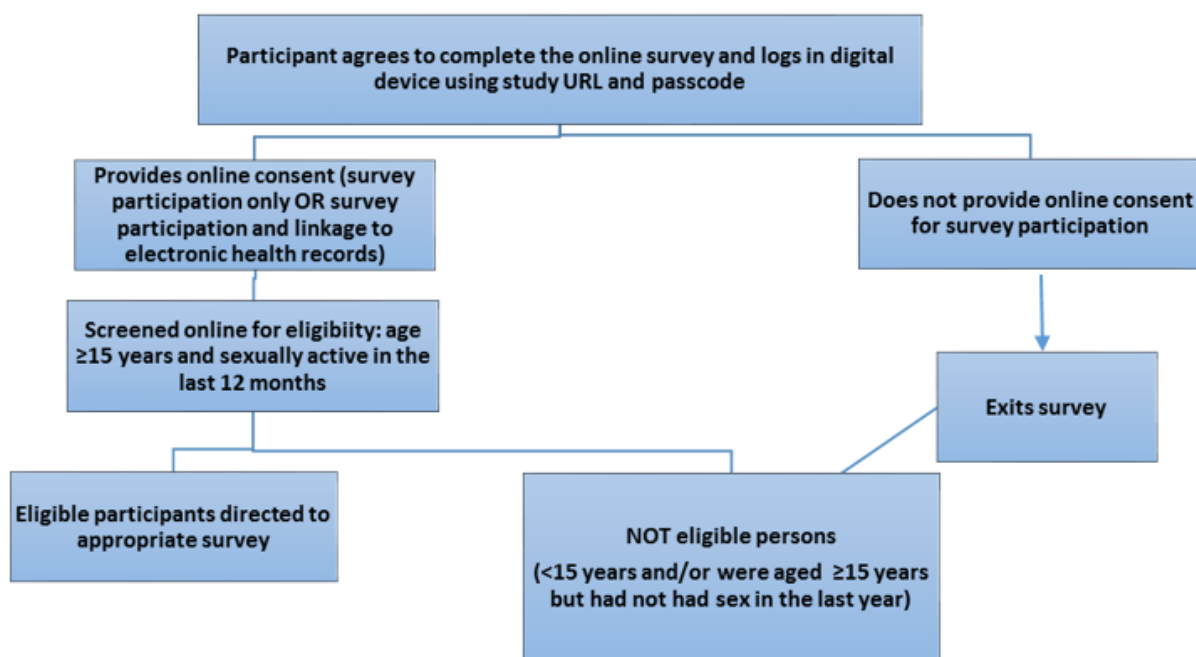 Participant agrees to complete the online survey and logs in digital
device using study URL and passcode
Provides online consent (survey
participation only OR survey
participation and linkage to
electronic health records)
Does not provide online consent
for survey participation
Screened online for eligibiity: age
≥15 years and sexually active in the
last 12 months
Exits survey
Eligible participants directed to
appropriate survey
NOT eligible persons
(<15 years and/or were aged ≥15 years
but had not had sex in the last year)